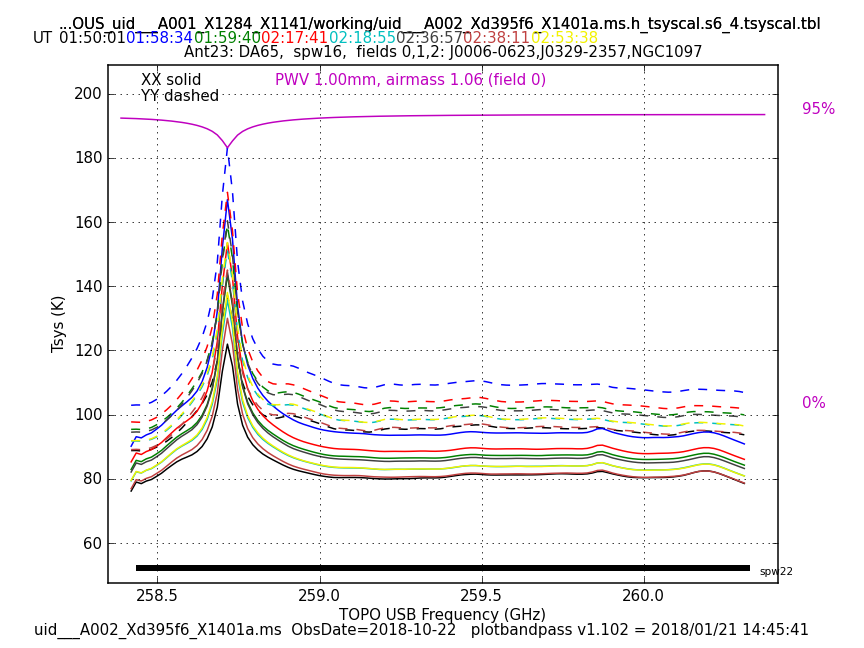 ...OUS_uid___A001_X1284_X1141/working/uid___A002_Xd395f6_X1401a.ms.h_tsyscal.s6_4.tsyscal.tbl
UT 01:50:01 01:58:34 01:59:40 02:17:41 02:18:55 02:36:57 02:38:11 02:53:38
Ant23: DA65,  spw16,  fields 0,1,2: J0006-0623,J0329-2357,NGC1097
XX solid
PWV 1.00mm, airmass 1.06 (field 0)
YY dashed
95%
0%
200
180
160
140
120
100
80
60
Tsys (K)
spw22
258.5
259.0
259.5
260.0
TOPO USB Frequency (GHz)
uid___A002_Xd395f6_X1401a.ms  ObsDate=2018-10-22   plotbandpass v1.102 = 2018/01/21 14:45:41